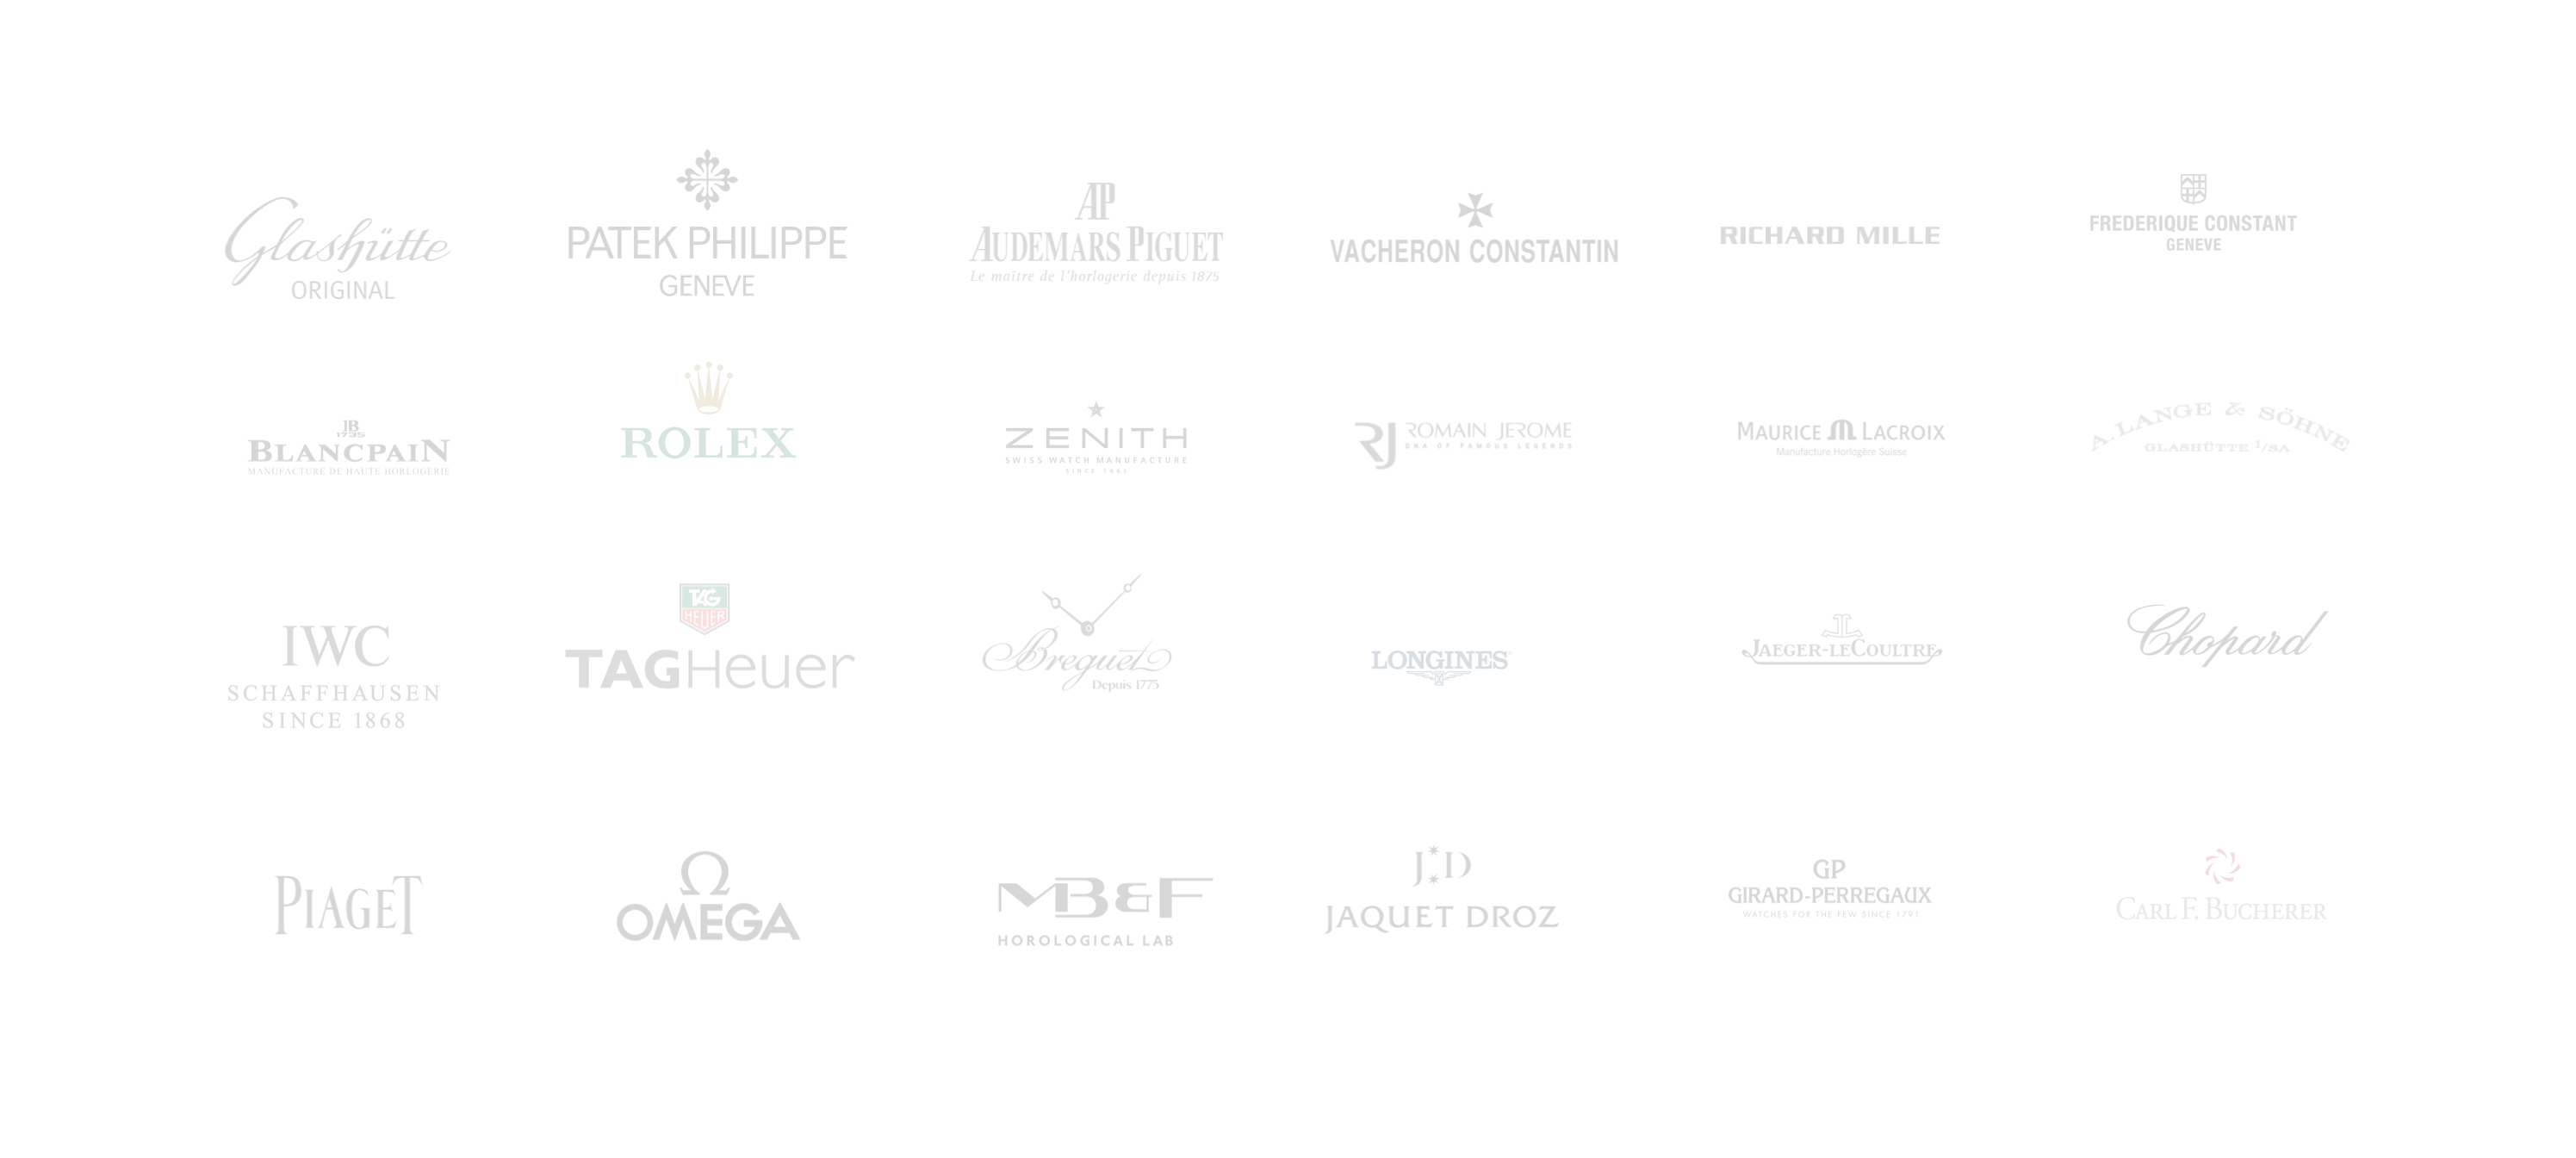 Glashütte
ORIGINAL
PATEK PHILIPPE
GENEVE
AP
AUDEMARS PIGUET
Le maître de l'horlogerie depuis 1875
VACHERON CONSTANTIN
RICHARD MILLE
FREDERIQUE CONSTANT
GENEVE
JB
1735
BLANCPAIN
MANUFACTURE DE HAUTE HORLOGERIE
ROLEX
ZENITH
SWISS WATCH MANUFACTURE
SINCE 1865
RJ
ROMAIN JEROME
DNA OF FAMOUS LEGENDS
MAURICE LACROIX
Manufacture Horlogère Suisse
A. LANGE & SÖHNE
GLASHÜTTE I/SA
IWC
SCHAFFHAUSEN
SINCE 1868
TAG
HEUER
TAGHeuer
Breguet
Depuis 1775
LONGINES
JAEGER-LECOULTRE
Chopard
PIAGET
OMEGA
MB&F
HOROLOGICAL LAB
JD
JAQUET DROZ
GP
GIRARD-PERREGAUX
WATCHES FOR THE FEW SINCE 1791
CARL F. BUCHERER